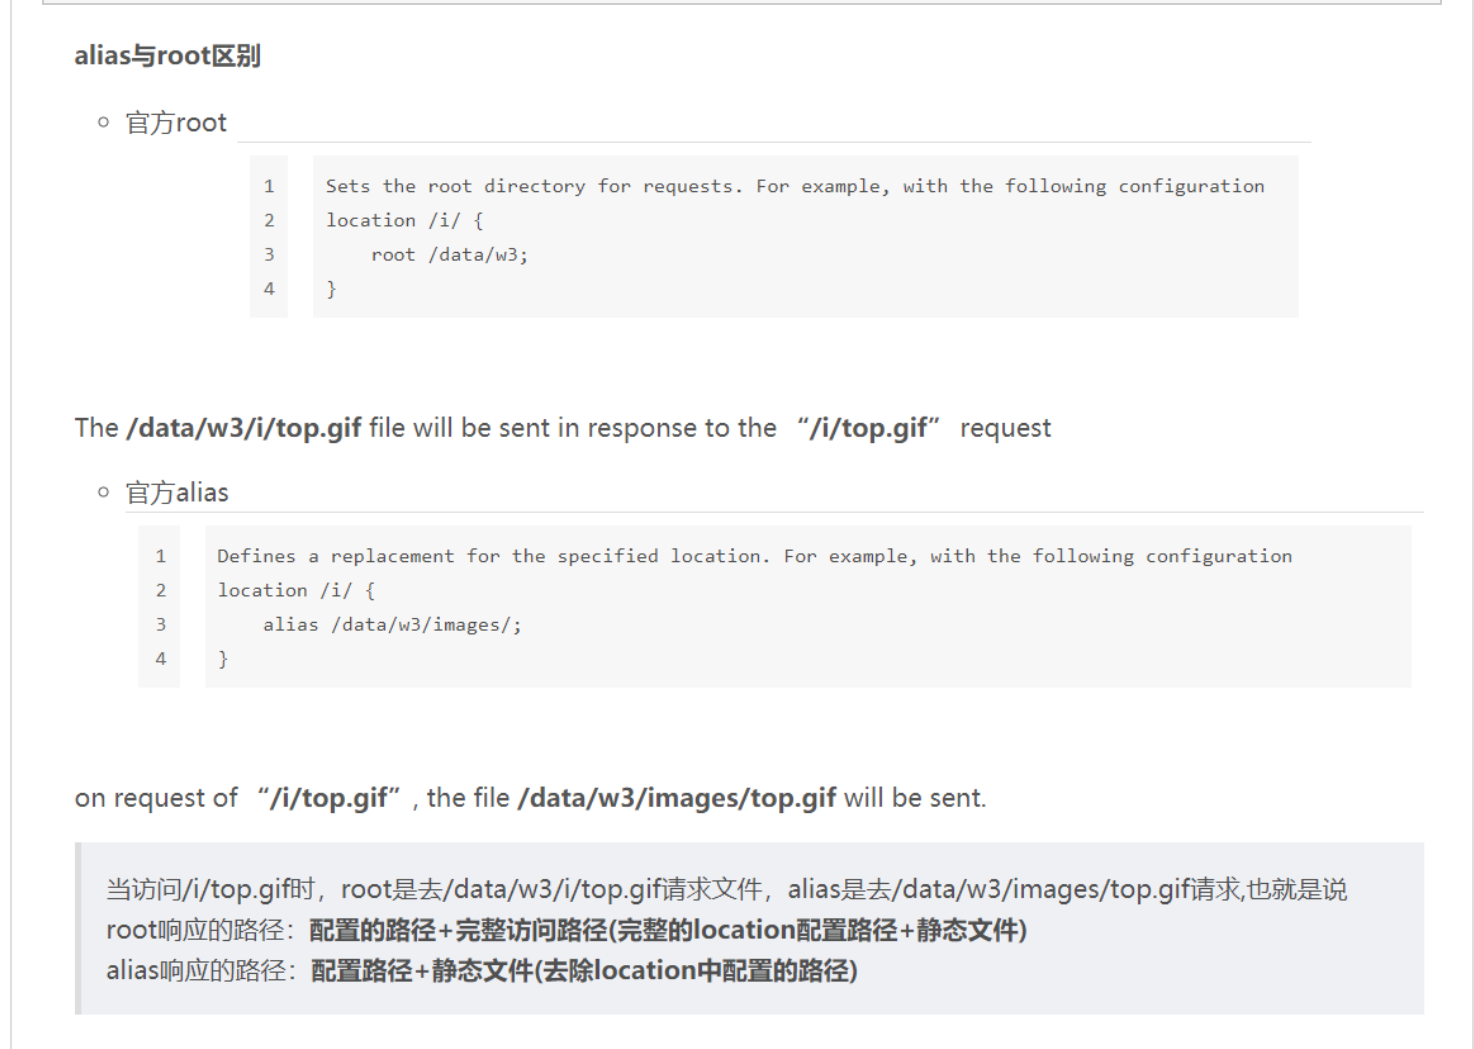 alias与root区别
官方root
1 Sets the root directory for requests. For example, with the following configuration
2 location /i/ {
3     root /data/w3;
4 }
The /data/w3/i/top.gif file will be sent in response to the “/i/top.gif” request
官方alias
1 Defines a replacement for the specified location. For example, with the following configuration
2 location /i/ {
3     alias /data/w3/images/;
4 }
on request of “/i/top.gif”, the file /data/w3/images/top.gif will be sent.
当访问/i/top.gif时，root是去/data/w3/i/top.gif请求文件，alias是去/data/w3/images/top.gif请求,也就是说
root响应的路径：配置的路径+完整访问路径(完整的location配置路径+静态文件)
alias响应的路径：配置路径+静态文件(去除location中配置的路径)